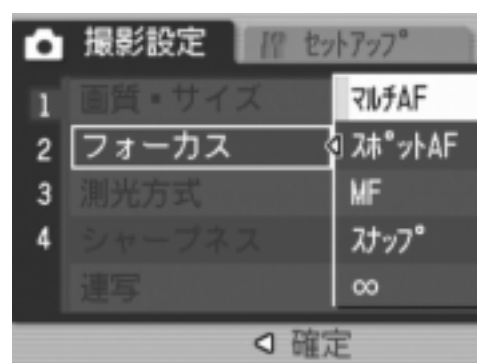 撮影設定 セットアップ
1 画質・サイズ マルチAF
2 フォーカス スポットAF
3 測光方式 MF
4 シャープネス スナップ
連写 ∞
確定